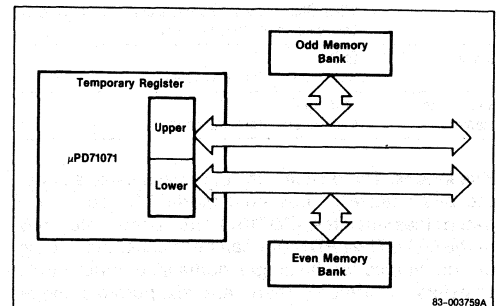 Odd Memory
Bank
Temporary Register
Upper
μPD71071
Lower
Even Memory
Bank
83-003759A